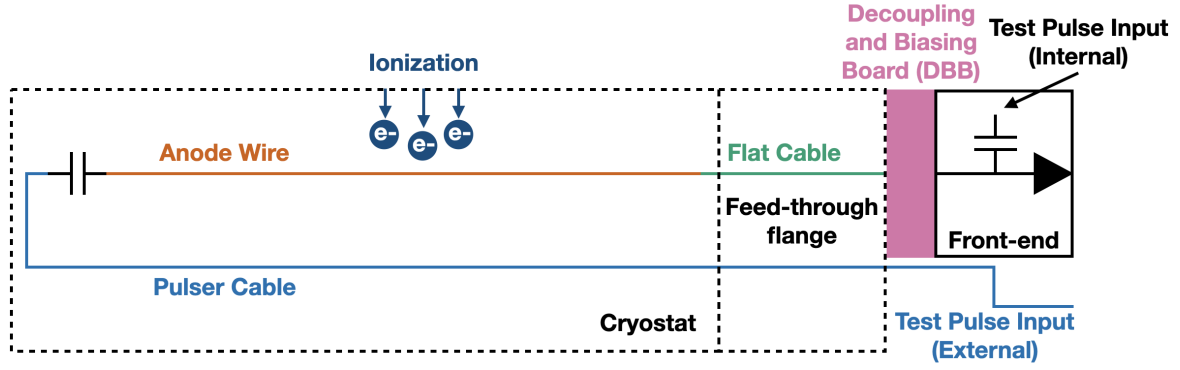 Decoupling
and Biasing
Board (DBB)
Test Pulse Input
(Internal)
Ionization
e-
e-
e-
Anode Wire
Flat Cable
Feed-through
flange
Front-end
Pulser Cable
Cryostat
Test Pulse Input
(External)